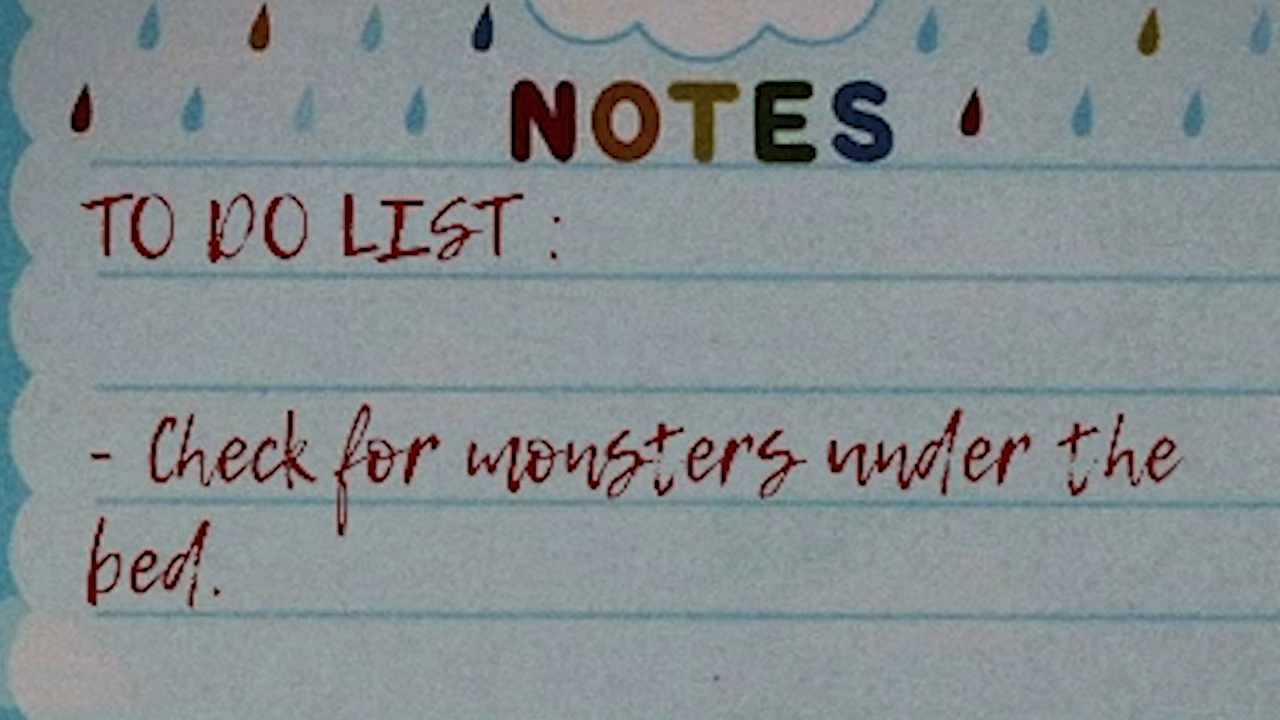 NOTES
TO DO LIST :
- Check for monsters under the
bed.